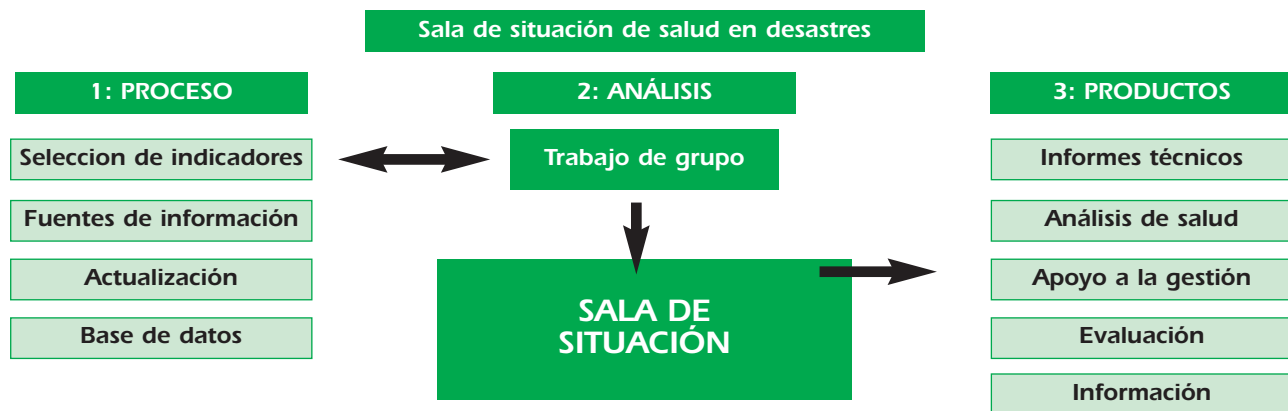 Sala de situación de salud en desastres
1: PROCESO
Seleccion de indicadores
Fuentes de información
Actualización
Base de datos
2: ANÁLISIS
Trabajo de grupo
SALA DE
SITUACIÓN
3: PRODUCTOS
Informes técnicos
Análisis de salud
Apoyo a la gestión
Evaluación
Información